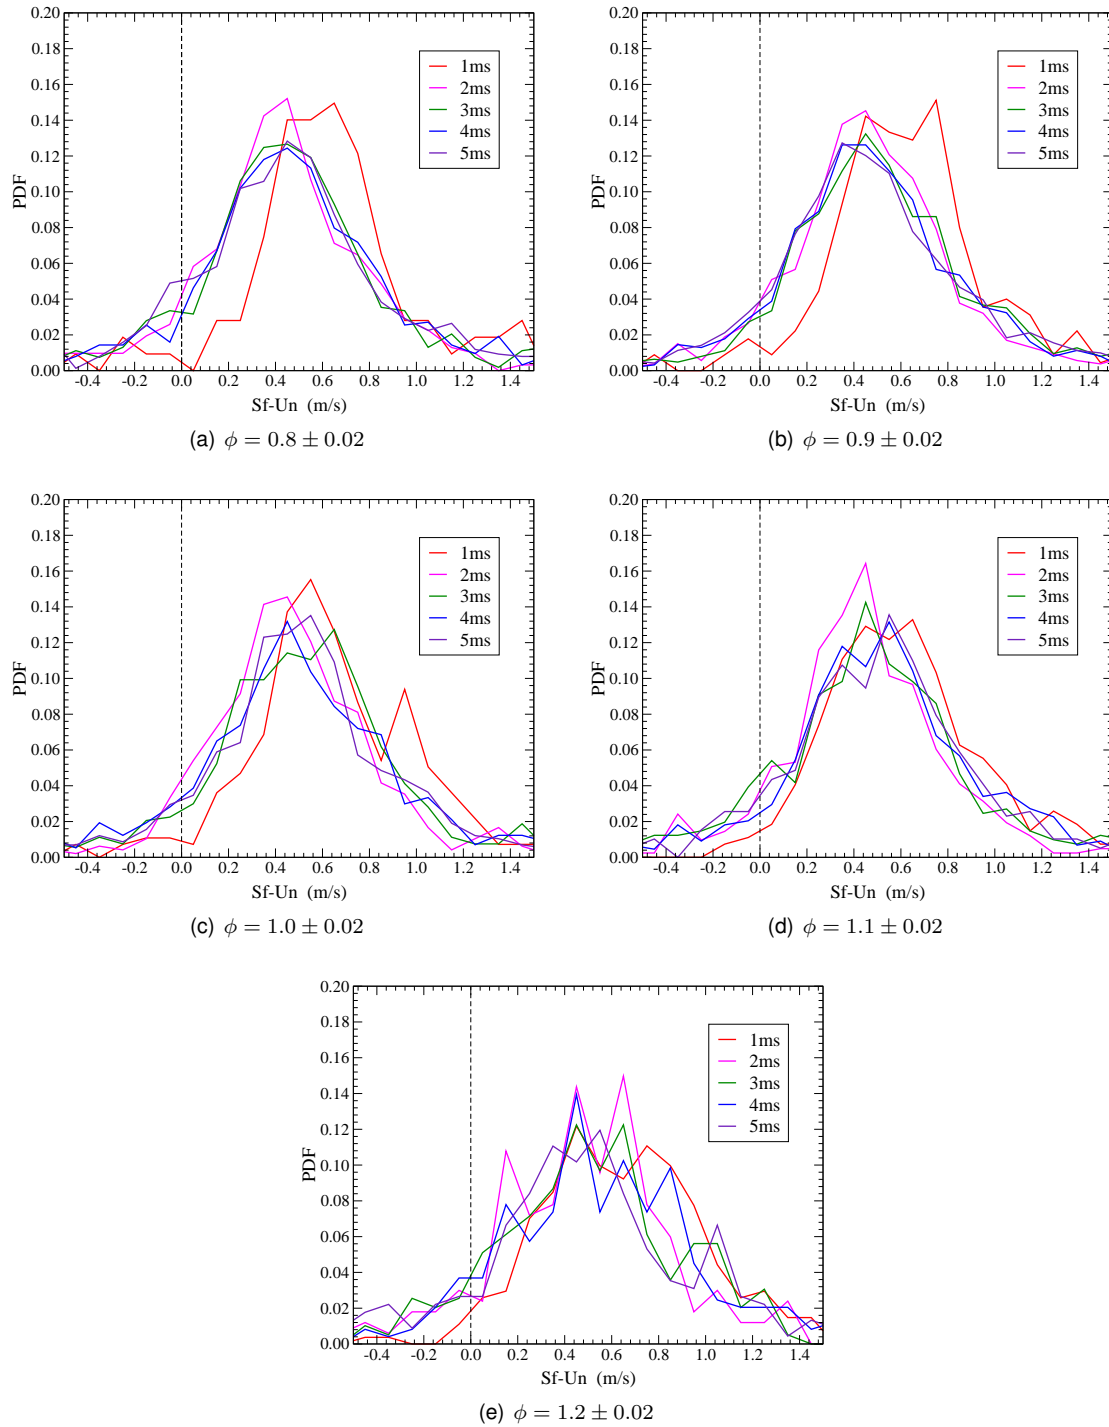 0.20
0.18
0.16
0.14
0.12
0.10
0.08
0.06
0.04
0.02
0.00
PDF
1ms
2ms
3ms
4ms
5ms
-0.4 -0.2 0.0 0.2 0.4 0.6 0.8 1.0 1.2 1.4
Sf-Un (m/s)
(a) ϕ = 0.8 ± 0.02
0.20
0.18
0.16
0.14
0.12
0.10
0.08
0.06
0.04
0.02
0.00
PDF
1ms
2ms
3ms
4ms
5ms
-0.4 -0.2 0.0 0.2 0.4 0.6 0.8 1.0 1.2 1.4
Sf-Un (m/s)
(b) ϕ = 0.9 ± 0.02
0.20
0.18
0.16
0.14
0.12
0.10
0.08
0.06
0.04
0.02
0.00
PDF
1ms
2ms
3ms
4ms
5ms
-0.4 -0.2 0.0 0.2 0.4 0.6 0.8 1.0 1.2 1.4
Sf-Un (m/s)
(c) ϕ = 1.0 ± 0.02
0.20
0.18
0.16
0.14
0.12
0.10
0.08
0.06
0.04
0.02
0.00
PDF
1ms
2ms
3ms
4ms
5ms
-0.4 -0.2 0.0 0.2 0.4 0.6 0.8 1.0 1.2 1.4
Sf-Un (m/s)
(d) ϕ = 1.1 ± 0.02
0.20
0.18
0.16
0.14
0.12
0.10
0.08
0.06
0.04
0.02
0.00
PDF
1ms
2ms
3ms
4ms
5ms
-0.4 -0.2 0.0 0.2 0.4 0.6 0.8 1.0 1.2 1.4
Sf-Un (m/s)
(e) ϕ = 1.2 ± 0.02